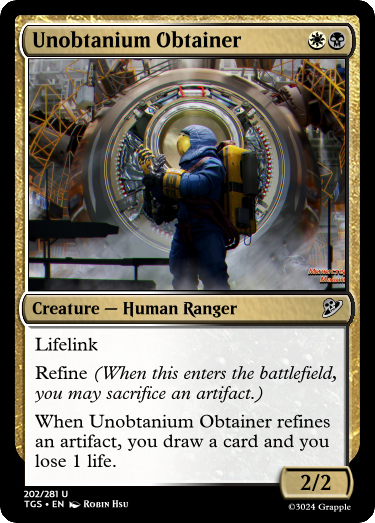 Unobtanium Obtainer
Creature — Human Ranger
Lifelink
Refine (When this enters the battlefield,
you may sacrifice an artifact.)
When Unobtanium Obtainer refines
an artifact, you draw a card and you
lose 1 life.
2/2
202/281 U
TGS • EN Robin Hsu
©3024 Grapple